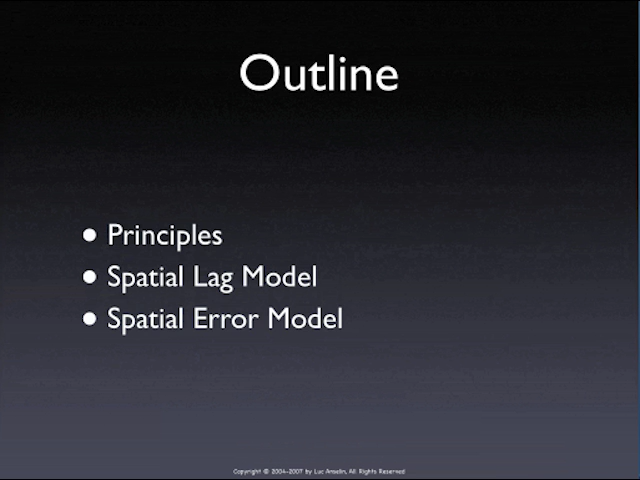 Outline
• Principles
• Spatial Lag Model
• Spatial Error Model
Copyright © 2004-2007 by Luc Anselin, All Rights Reserved